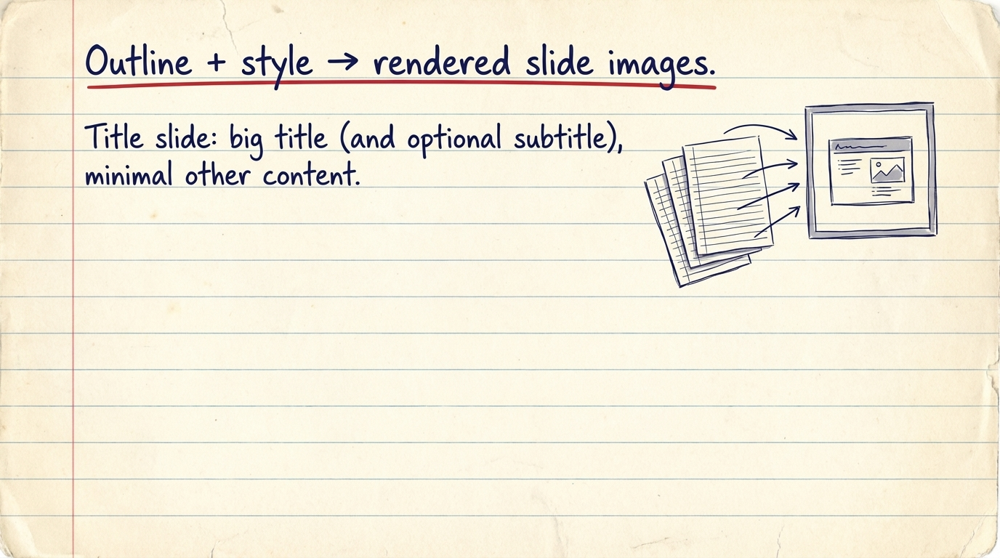 Outline + style → rendered slide images.
Title slide: big title (and optional subtitle),
minimal other content.